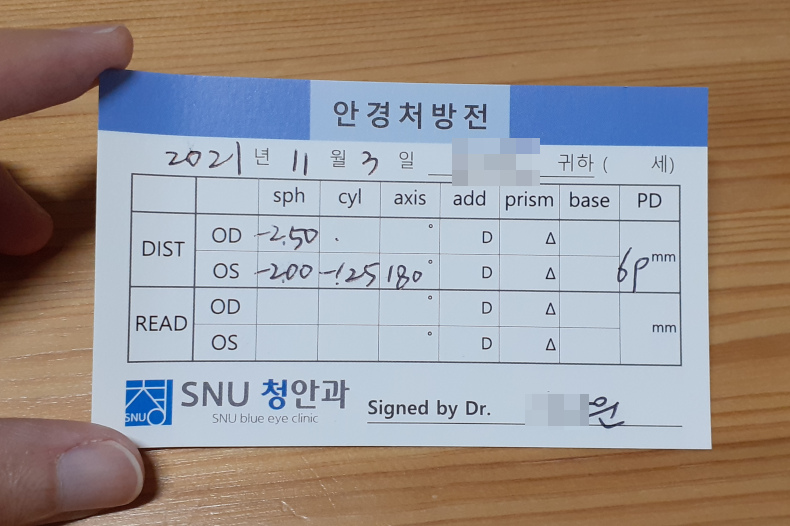 안경처방전
2021 년 11 월 3 일 귀하 ( 세)
sph cyl axis add prism base PD
DIST OD -2.50 . ° D Δ mm
OS -2.00 -1.25 180° D Δ
READ OD ° D Δ mm
OS ° D Δ
SNU SNU 청안과
SNU blue eye clinic
Signed by Dr. 원